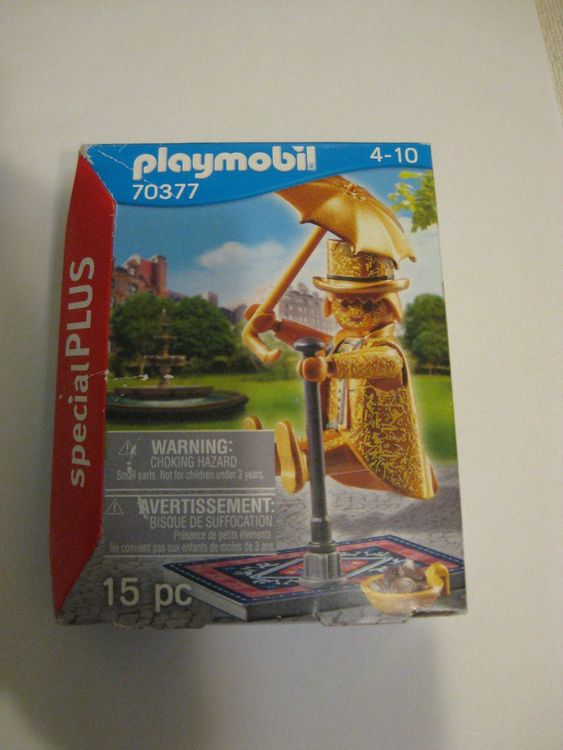 playmobil
4-10
70377
specialPLUS
WARNING:
CHOKING HAZARD
Small parts. Not for children under 3 years.
AVERTISSEMENT:
RISQUE DE SUFFOCATION.
Présence de petits éléments
Ne convient pas aux enfants de moins de 3 ans.
15 pc